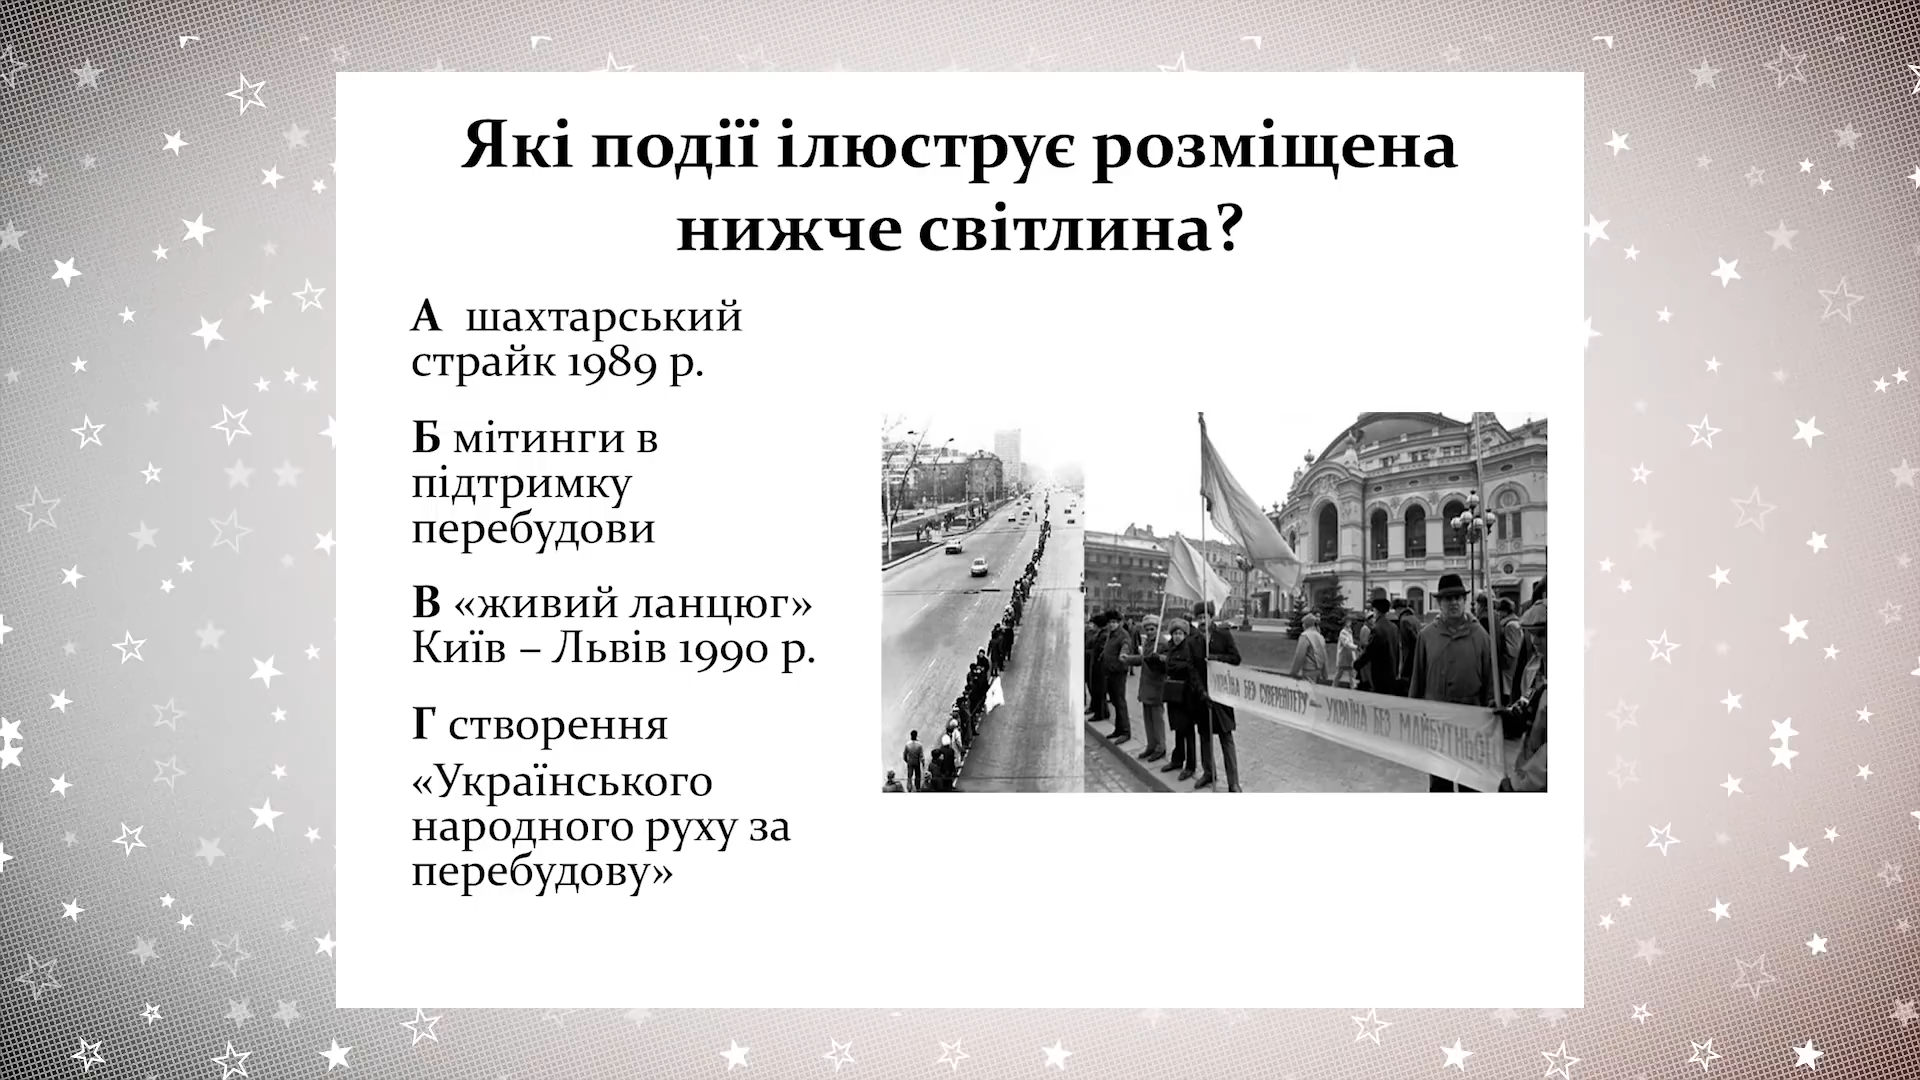 Які події ілюструє розміщена
нижче світлина?
А шахтарський
страйк 1989 р.
Б мітинги в
підтримку
перебудови
В «живий ланцюг»
Київ – Львів 1990 р.
Г створення
«Українського
народного руху за
перебудову»
УКРАЇНА БЕЗ СУВЕРЕНІТЕТУ — УКРАЇНА БЕЗ